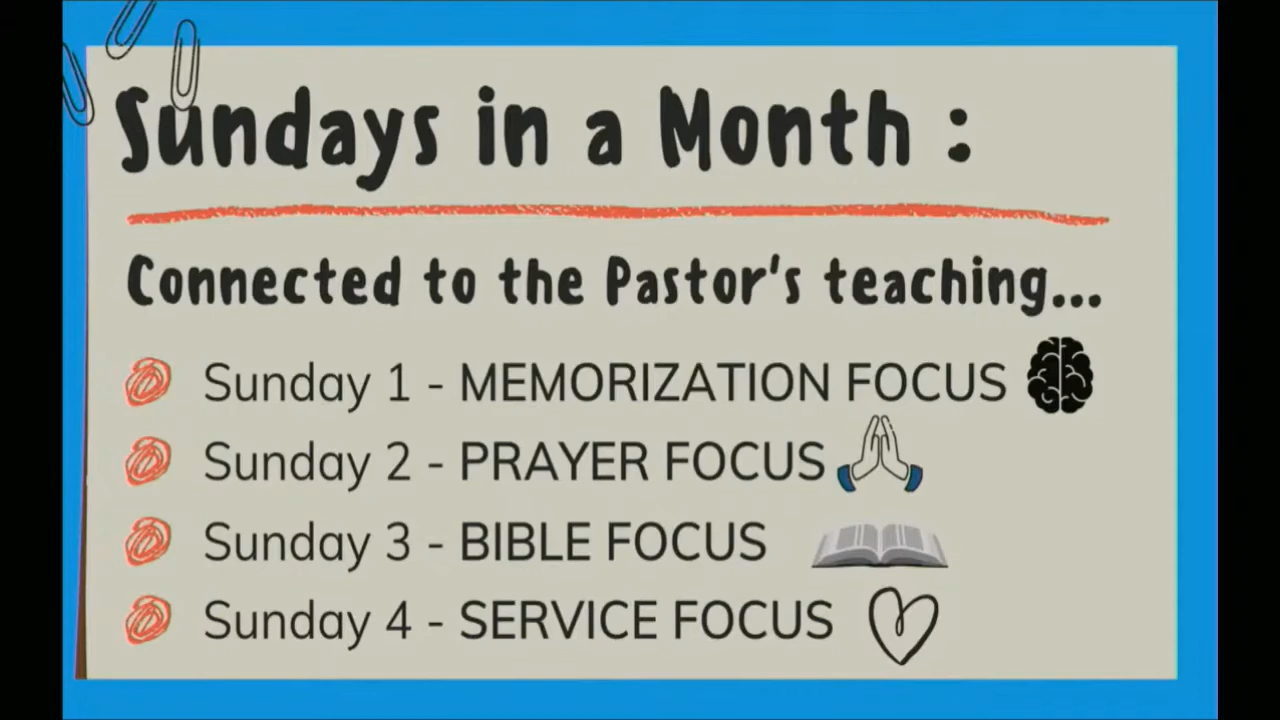 Sundays in a Month :
Connected to the Pastor's teaching...
Sunday 1 - MEMORIZATION FOCUS
Sunday 2 - PRAYER FOCUS
Sunday 3 - BIBLE FOCUS
Sunday 4 - SERVICE FOCUS